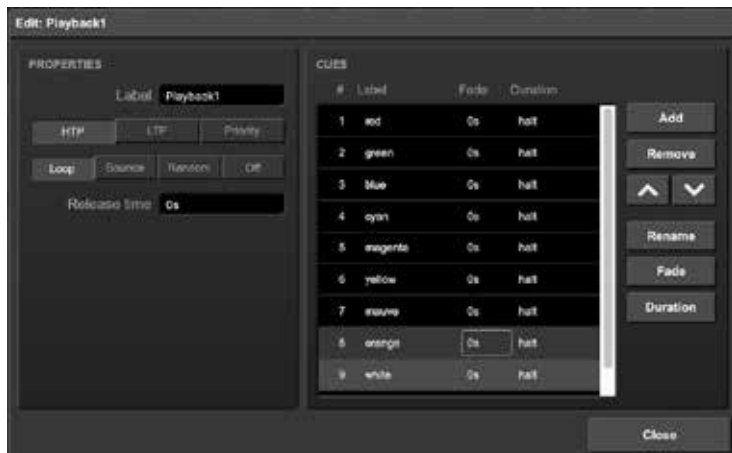 Edit: Playback1
PROPERTIES
Label Playback1
HTP LTP Priority
Loop Bounce Random Off
Release time 0s
CUES
# Label Fade Duration
1 red 0s halt
2 green 0s halt
3 blue 0s halt
4 cyan 0s halt
5 magenta 0s halt
6 yellow 0s halt
7 mauve 0s halt
8 orange 0s halt
9 white 0s halt
Add
Remove
Rename
Fade
Duration
Close